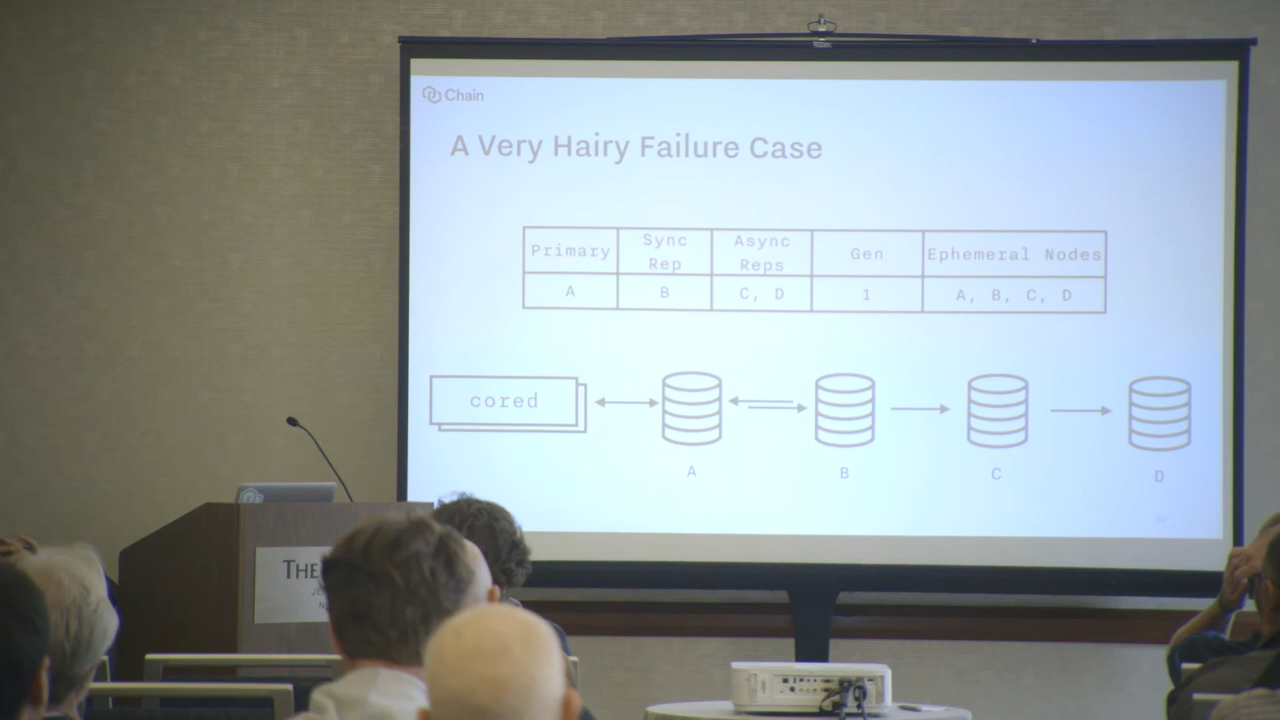 Chain
A Very Hairy Failure Case
Primary
Sync
Rep
Async
Reps
Gen
Ephemeral Nodes
A
B
C, D
1
A, B, C, D
cored
A
B
C
D
THE